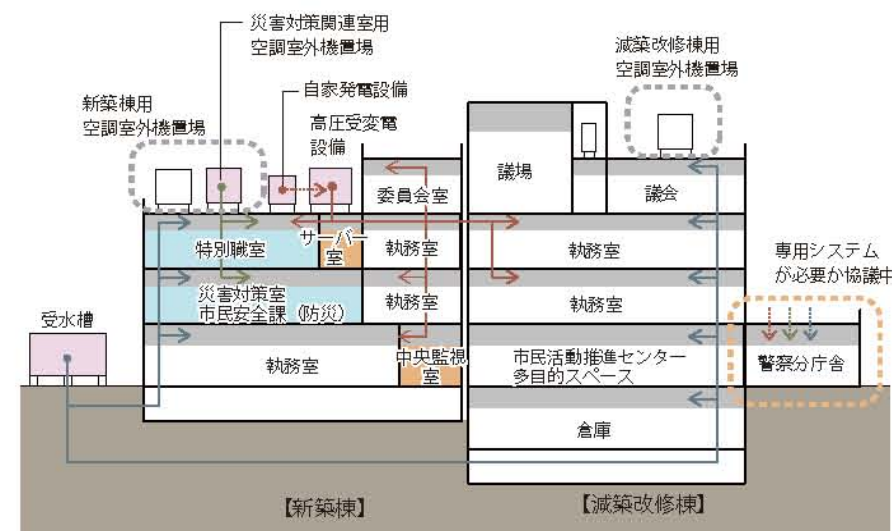 災害対策関連室用
空調室外機置場
減築改修棟用
空調室外機置場
自家発電設備
新築棟用
空調室外機置場
高圧受変電
設備
議場
委員会室
議会
特別職室
サーバー
室
執務室
執務室
専用システム
が必要か協議中
災害対策室
市民安全課（防災）
執務室
執務室
受水槽
執務室
中央監視
室
市民活動推進センター
多目的スペース
警察分庁舎
倉庫
【新築棟】
【減築改修棟】